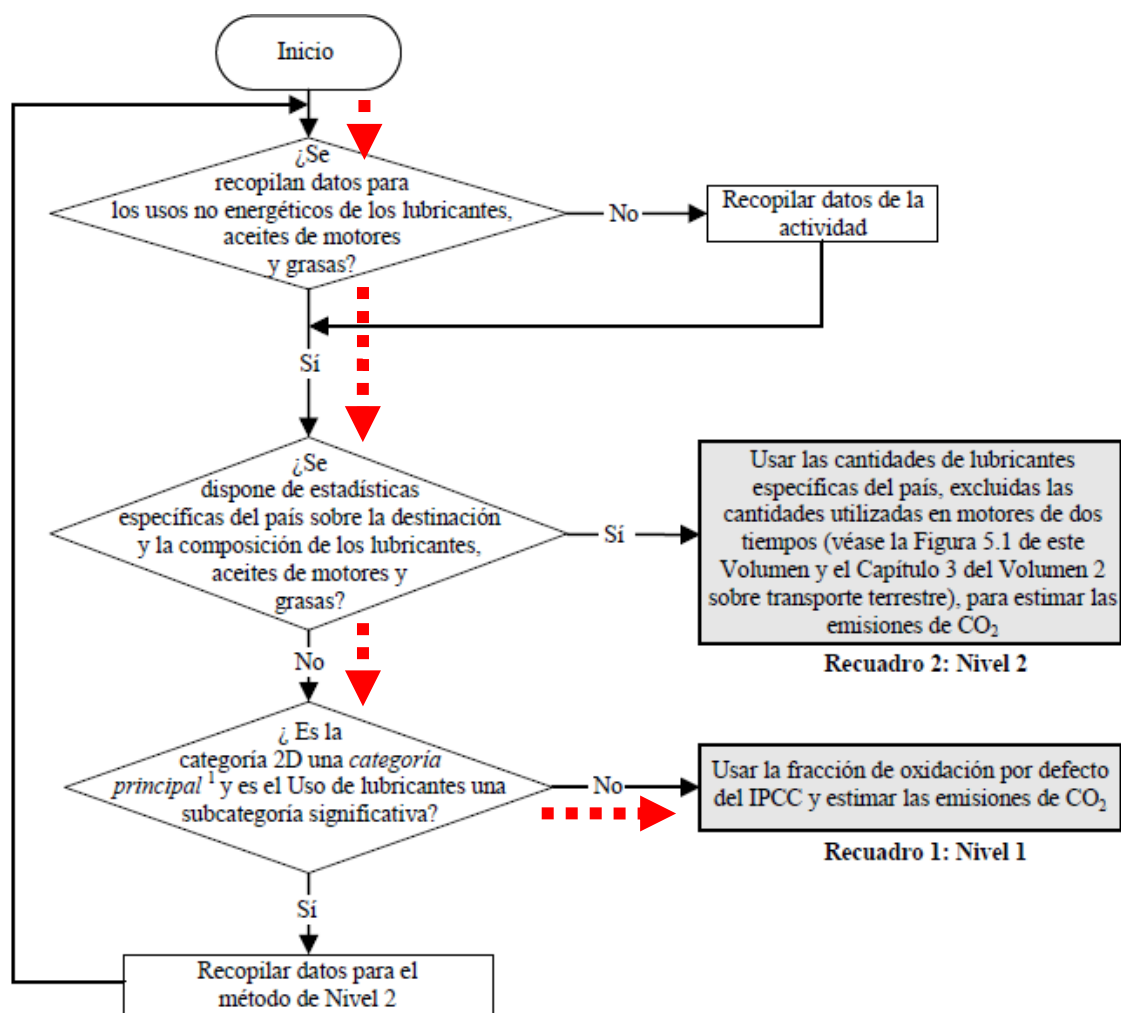 Inicio
¿Se
recopilan datos para
los usos no energéticos de los lubricantes,
aceites de motores
y grasas?
No
Recopilar datos de la
actividad
Sí
¿Se
dispone de estadísticas
específicas del país sobre la destinación
y la composición de los lubricantes,
aceites de motores y
grasas?
Sí
Usar las cantidades de lubricantes
específicas del país, excluidas las
cantidades utilizadas en motores de dos
tiempos (véase la Figura 5.1 de este
Volumen y el Capítulo 3 del Volumen 2
sobre transporte terrestre), para estimar las
emisiones de CO₂
Recuadro 2: Nivel 2
No
¿ Es la
categoría 2D una categoría
principal ¹ y es el Uso de lubricantes una
subcategoría significativa?
No
Usar la fracción de oxidación por defecto
del IPCC y estimar las emisiones de CO₂
Recuadro 1: Nivel 1
Sí
Recopilar datos para el
método de Nivel 2